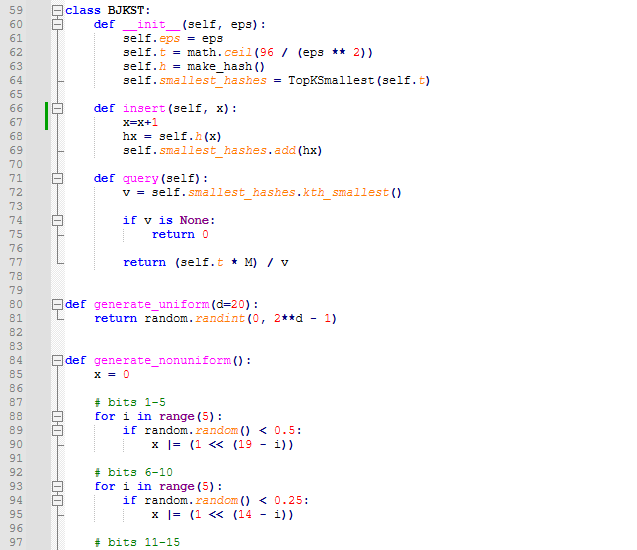 59 class BJKST:
60     def __init__(self, eps):
61         self.eps = eps
62         self.t = math.ceil(96 / (eps ** 2))
63         self.h = make_hash()
64         self.smallest_hashes = TopKSmallest(self.t)
65
66     def insert(self, x):
67         x=x+1
68         hx = self.h(x)
69         self.smallest_hashes.add(hx)
70
71     def query(self):
72         v = self.smallest_hashes.kth_smallest()
73
74         if v is None:
75             return 0
76
77         return (self.t * M) / v
78
79
80 def generate_uniform(d=20):
81     return random.randint(0, 2**d - 1)
82
83
84 def generate_nonuniform():
85     x = 0
86
87     # bits 1-5
88     for i in range(5):
89         if random.random() < 0.5:
90             x |= (1 << (19 - i))
91
92     # bits 6-10
93     for i in range(5):
94         if random.random() < 0.25:
95             x |= (1 << (14 - i))
96
97     # bits 11-15